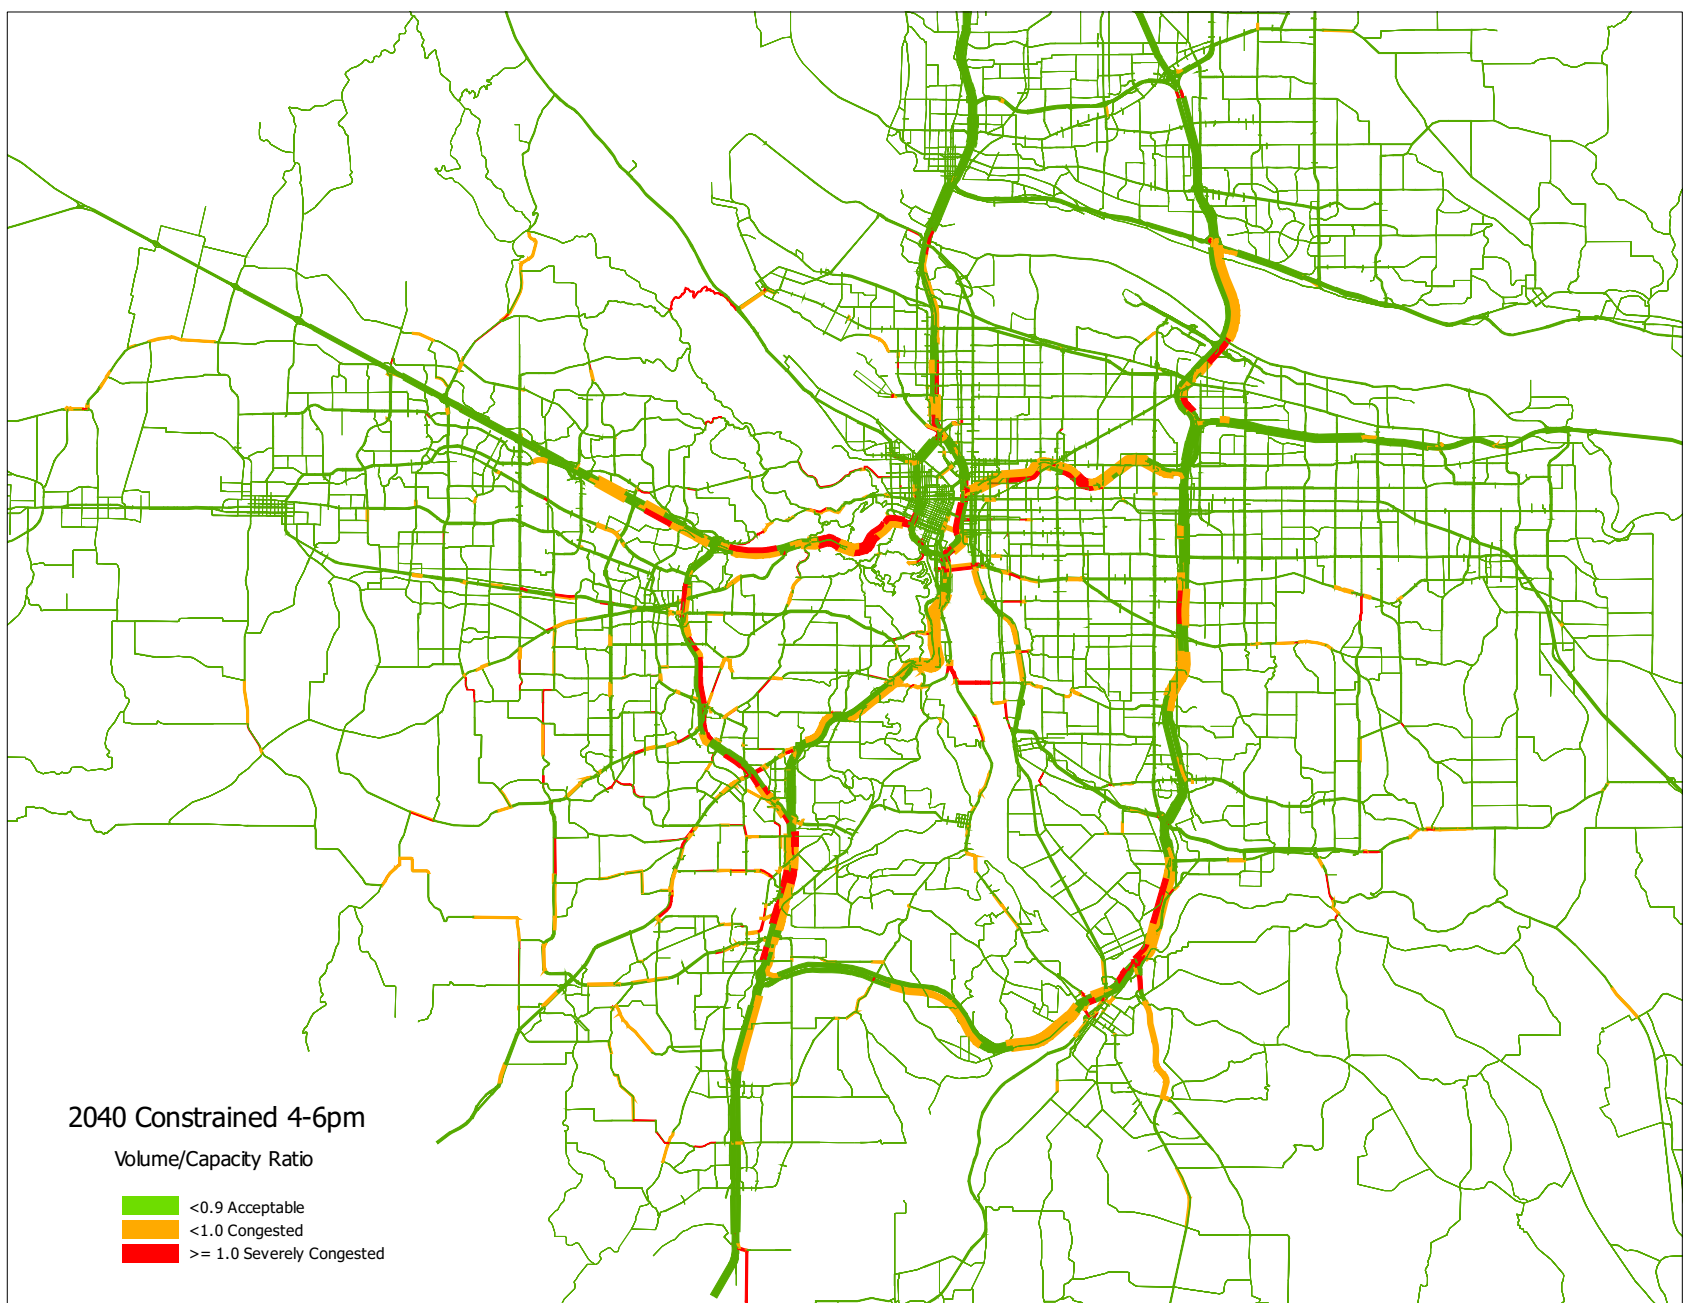 2040 Constrained 4-6pm
Volume/Capacity Ratio
<0.9 Acceptable
<1.0 Congested
>= 1.0 Severely Congested